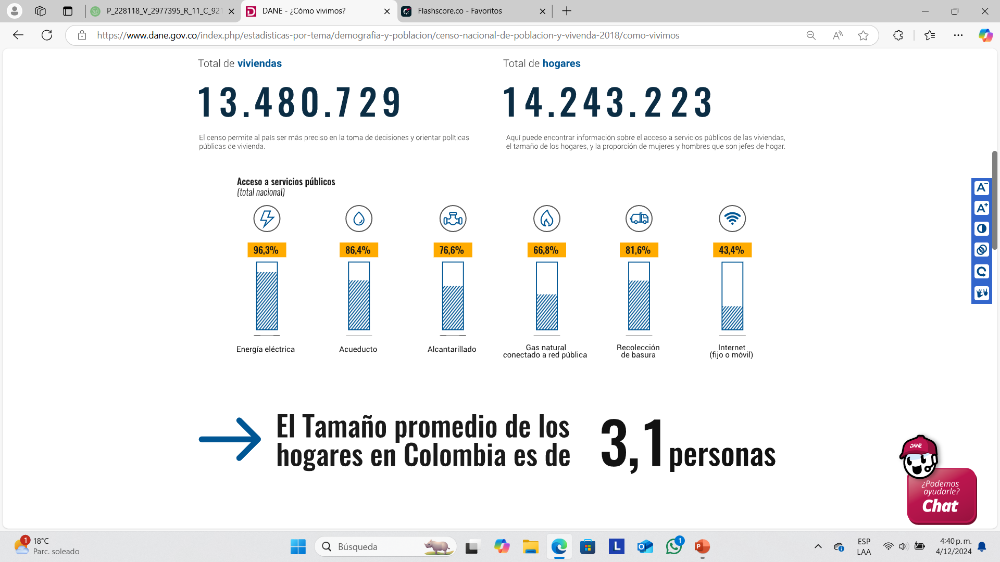 P_228118_V_2977395_R_11_C_921
DANE - ¿Cómo vivimos?
Flashscore.co - Favoritos
https://www.dane.gov.co/index.php/estadisticas-por-tema/demografia-y-poblacion/censo-nacional-de-poblacion-y-vivenda-2018/como-vivimos
Total de viviendas
Total de hogares
13.480.729
14.243.223
El censo permite al país ser más preciso en la toma de decisiones y orientar políticas
públicas de vivienda.
Aquí puede encontrar información sobre el acceso a servicios públicos de las viviendas,
el tamaño de los hogares, y la proporción de mujeres y hombres que son jefes de hogar.
Acceso a servicios públicos
(total nacional)
96,3%
86,4%
76,6%
66,8%
81,6%
43,4%
Energía eléctrica
Acueducto
Alcantarillado
Gas natural
conectado a red pública
Recolección
de basura
Internet
(fijo o móvil)
El Tamaño promedio de los
hogares en Colombia es de
3,1 personas
A-
A+
DANE
¿Podemos
ayudarle?
Chat
1
18°C
Parc. soleado
Búsqueda
L
O
1
P
ESP
LAA
4:40 p. m.
4/12/2024